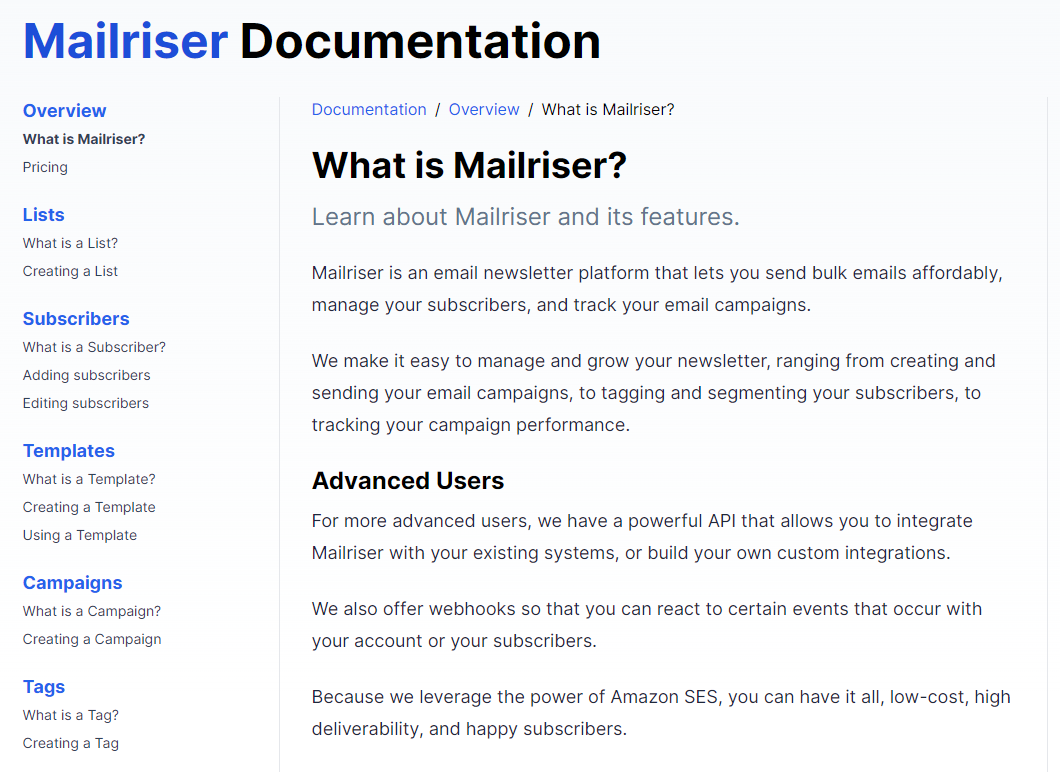 Mailriser Documentation
Overview
What is Mailriser?
Pricing
Lists
What is a List?
Creating a List
Subscribers
What is a Subscriber?
Adding subscribers
Editing subscribers
Templates
What is a Template?
Creating a Template
Using a Template
Campaigns
What is a Campaign?
Creating a Campaign
Tags
What is a Tag?
Creating a Tag
Documentation / Overview / What is Mailriser?
What is Mailriser?
Learn about Mailriser and its features.
Mailriser is an email newsletter platform that lets you send bulk emails affordably,
manage your subscribers, and track your email campaigns.
We make it easy to manage and grow your newsletter, ranging from creating and
sending your email campaigns, to tagging and segmenting your subscribers, to
tracking your campaign performance.
Advanced Users
For more advanced users, we have a powerful API that allows you to integrate
Mailriser with your existing systems, or build your own custom integrations.
We also offer webhooks so that you can react to certain events that occur with
your account or your subscribers.
Because we leverage the power of Amazon SES, you can have it all, low-cost, high
deliverability, and happy subscribers.